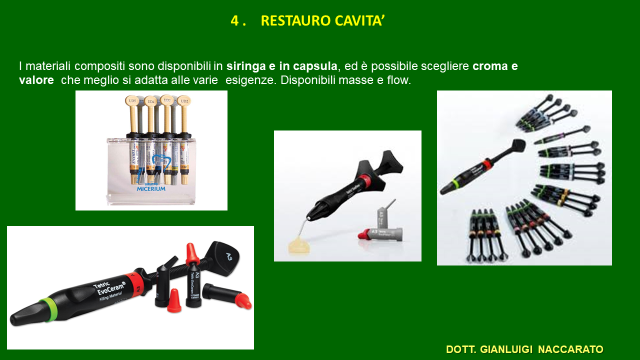 4 . RESTAURO CAVITA’
I materiali compositi sono disponibili in siringa e in capsula, ed è possibile scegliere croma e
valore che meglio si adatta alle varie esigenze. Disponibili masse e flow.
MICERIUM
Tetric
EvoCeram®
A3
DOTT. GIANLUIGI NACCARATO